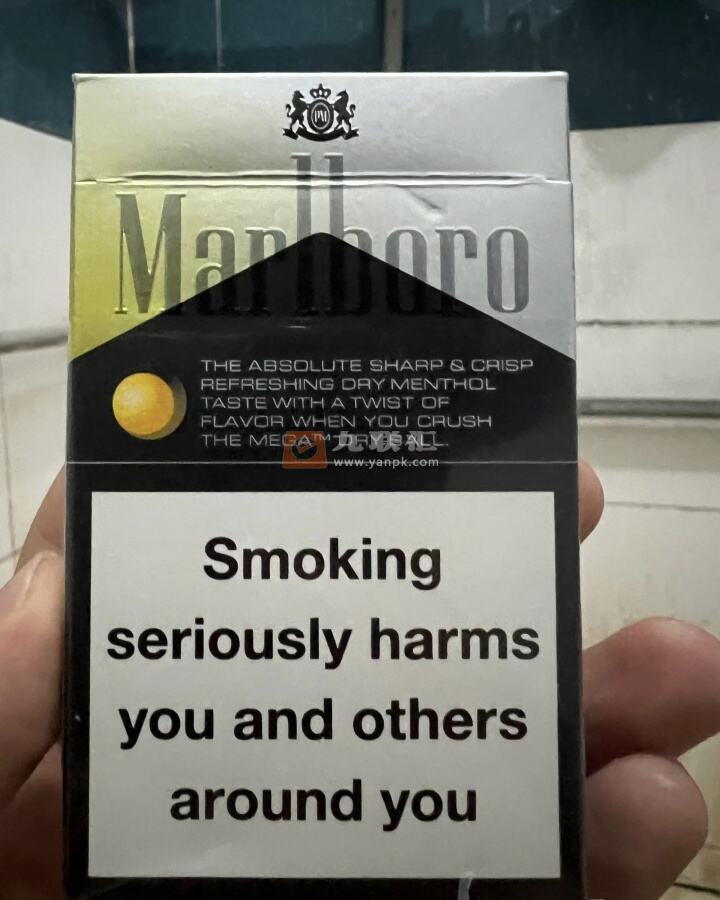 PM
Marlboro
THE ABSOLUTE SHARP & CRISP
REFRESHING DRY MENTHOL
TASTE WITH A TWIST OF
FLAVOR WHEN YOU CRUSH
THE MEGA™ DRY BALL.
www.yanpk.com
Smoking
seriously harms
you and others
around you